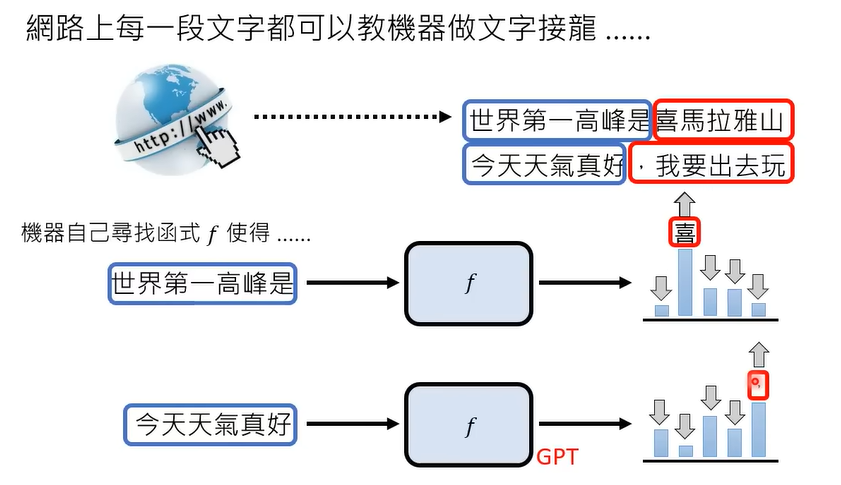 網路上每一段文字都可以教機器做文字接龍 ……
http://www.
世界第一高峰是喜馬拉雅山
今天天氣真好，我要出去玩
機器自己尋找函式 f 使得 ……
喜
世界第一高峰是
f
，
今天天氣真好
f
GPT